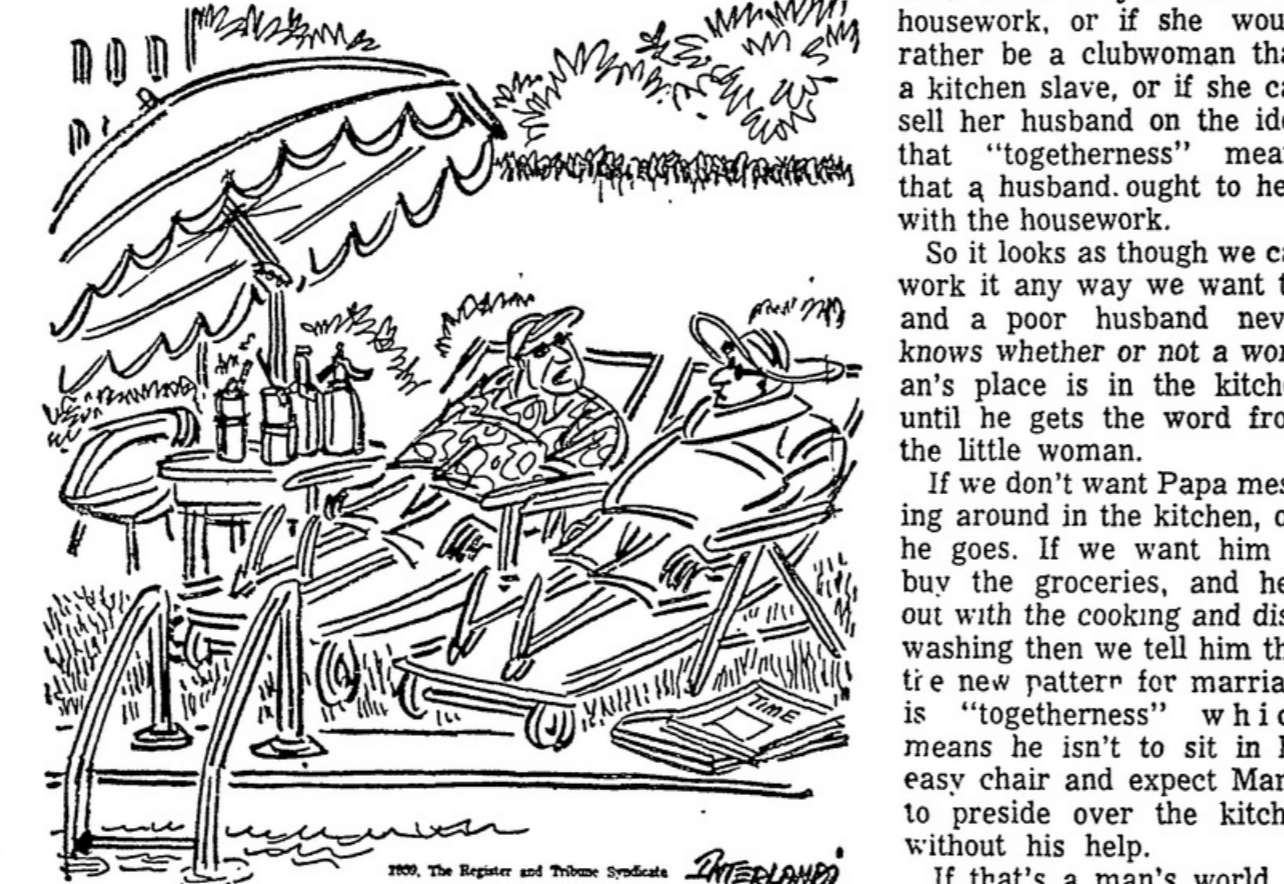 TIME
1959, The Register and Tribune Syndicate
INTERLANDI
housework, or if she wou
rather be a clubwoman tha
a kitchen slave, or if she ca
sell her husband on the ide
that “togetherness” mea
that a husband. ought to he
with the housework.
So it looks as though we ca
work it any way we want t
and a poor husband nev
knows whether or not a wom
an's place is in the kitch
until he gets the word fro
the little woman.
If we don't want Papa mes
ing around in the kitchen, o
he goes. If we want him
buy the groceries, and he
out with the cooking and dis
washing then we tell him th
the new pattern for marria
is “togetherness” whic
means he isn't to sit in h
easy chair and expect Mam
to preside over the kitch
without his help.
If that's a man's world